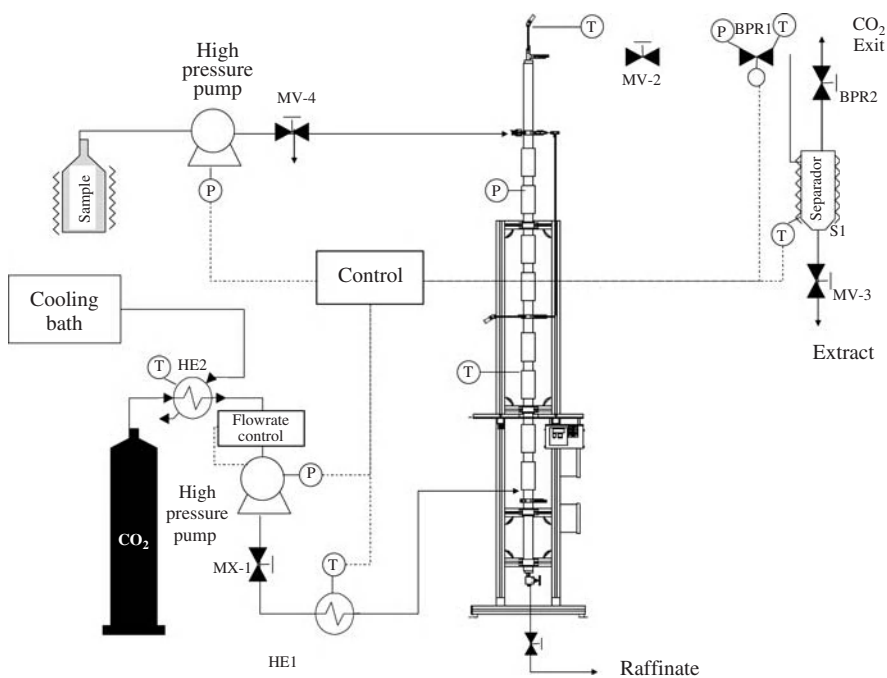 High
pressure
pump
MV-4
T
MV-2
P
BPR1
T
CO2
Exit
BPR2
Sample
P
P
Separador
S1
T
MV-3
Extract
Control
Cooling
bath
T
HE2
T
Flowrate
control
P
High
pressure
pump
CO2
MX-1
T
HE1
Raffinate